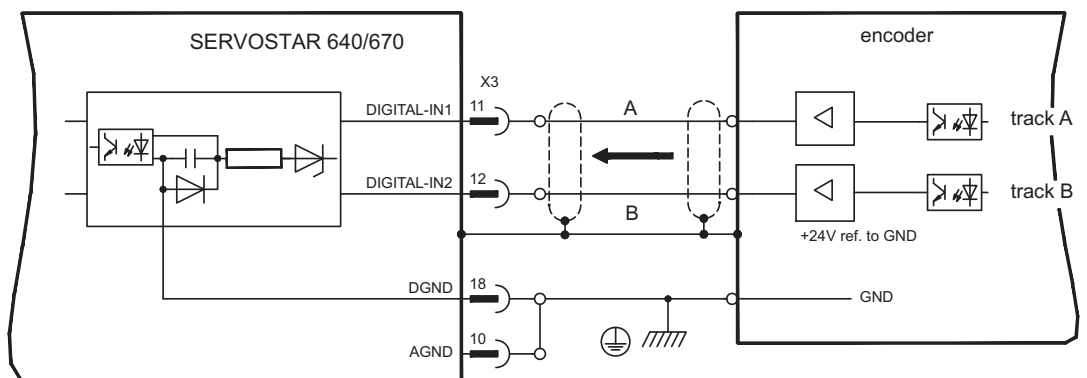 SERVOSTAR 640/670
encoder
X3
DIGITAL-IN1
11
A
track A
DIGITAL-IN2
12
B
track B
+24V ref. to GND
DGND
18
GND
AGND
10